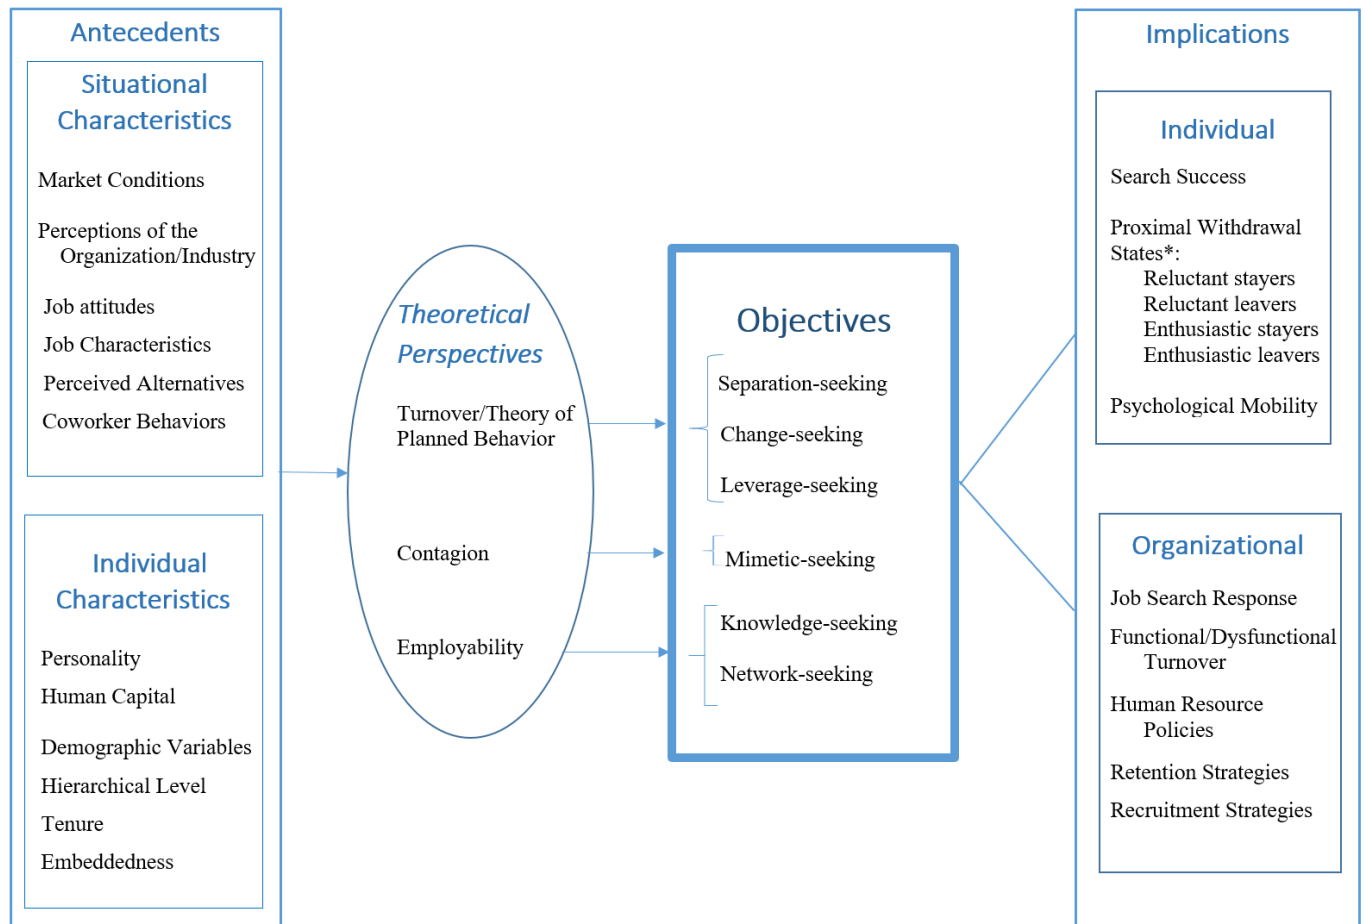 Antecedents
Situational
Characteristics
Market Conditions
Perceptions of the
Organization/Industry
Job attitudes
Job Characteristics
Perceived Alternatives
Coworker Behaviors
Individual
Characteristics
Personality
Human Capital
Demographic Variables
Hierarchical Level
Tenure
Embeddedness
Theoretical
Perspectives
Turnover/Theory of
Planned Behavior
Contagion
Employability
Objectives
Separation-seeking
Change-seeking
Leverage-seeking
Mimetic-seeking
Knowledge-seeking
Network-seeking
Implications
Individual
Search Success
Proximal Withdrawal
States*:
Reluctant stayers
Reluctant leavers
Enthusiastic stayers
Enthusiastic leavers
Psychological Mobility
Organizational
Job Search Response
Functional/Dysfunctional
Turnover
Human Resource
Policies
Retention Strategies
Recruitment Strategies